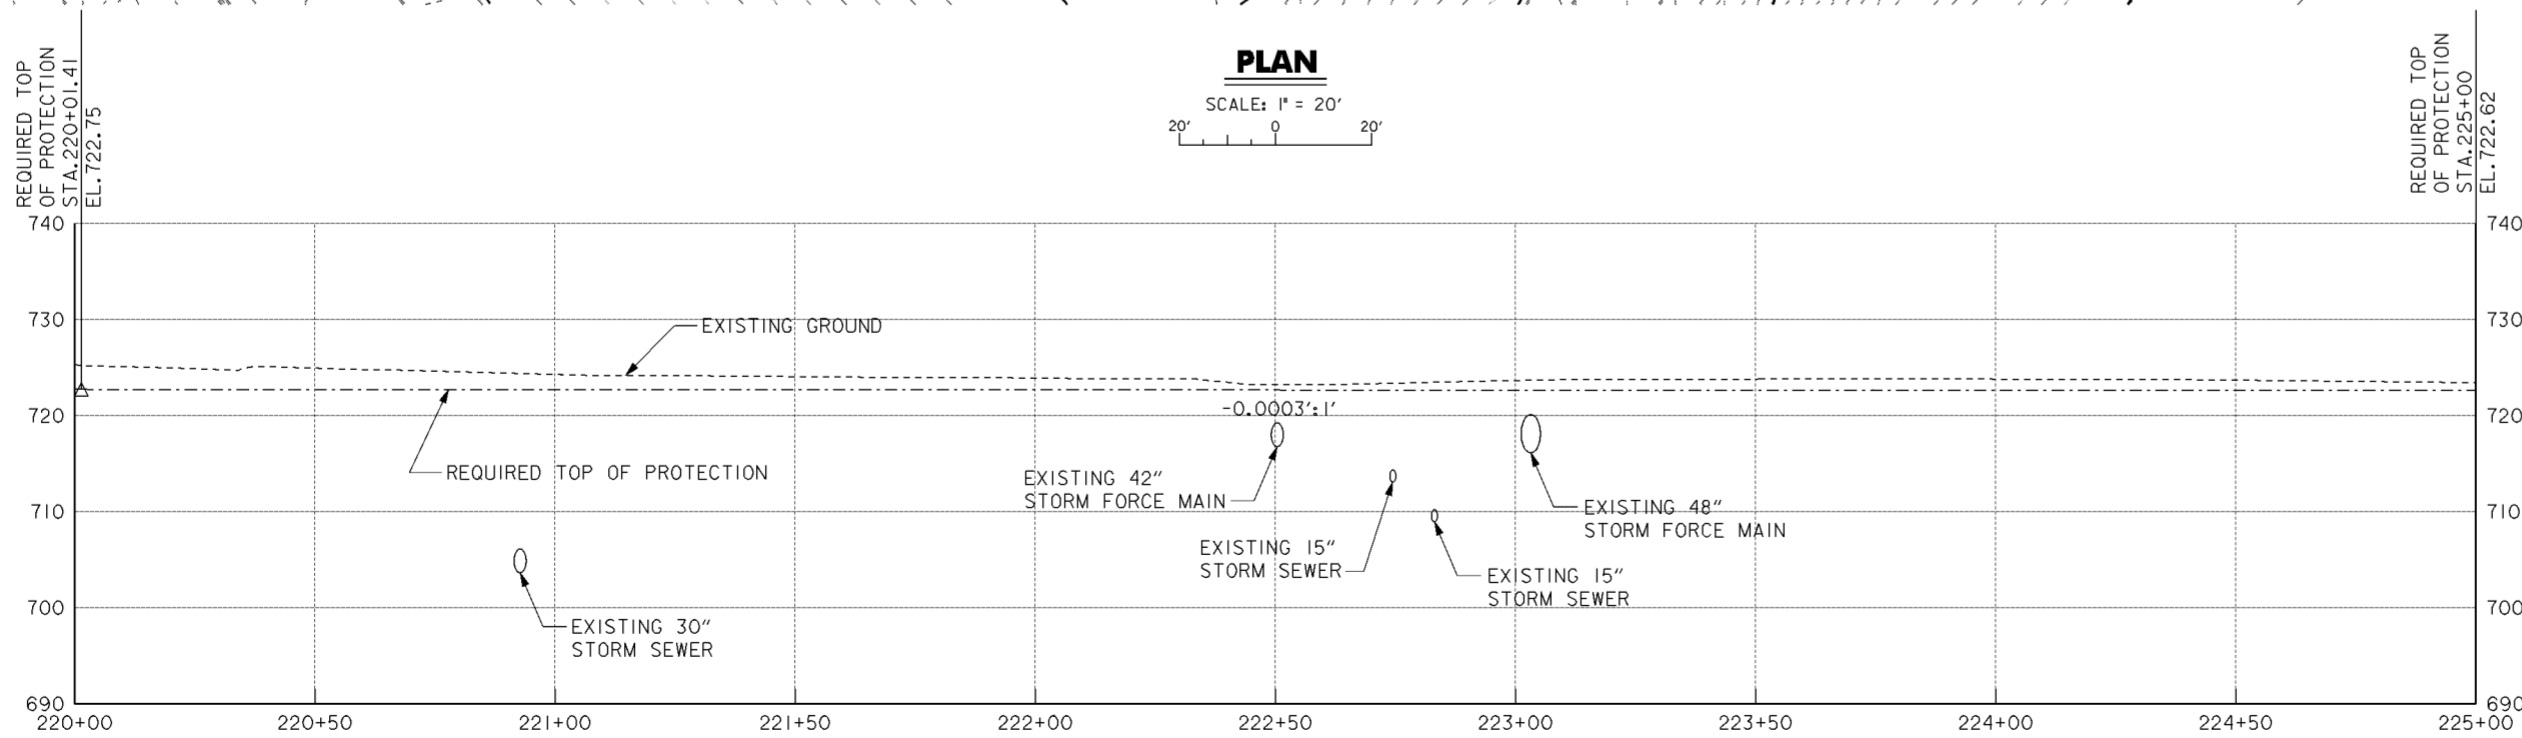 REQUIRED TOP
OF PROTECTION
STA.220+01.41
EL.722.75
PLAN
SCALE: 1" = 20'
20' 0 20'
REQUIRED TOP
OF PROTECTION
STA.225+00
EL.722.62
740 740
730 730
EXISTING GROUND
720 720
-0.0003':1'
REQUIRED TOP OF PROTECTION
EXISTING 42"
STORM FORCE MAIN
710 710
EXISTING 48"
STORM FORCE MAIN
EXISTING 15"
STORM SEWER
EXISTING 15"
STORM SEWER
700 700
EXISTING 30"
STORM SEWER
690 690
220+00 220+50 221+00 221+50 222+00 222+50 223+00 223+50 224+00 224+50 225+00